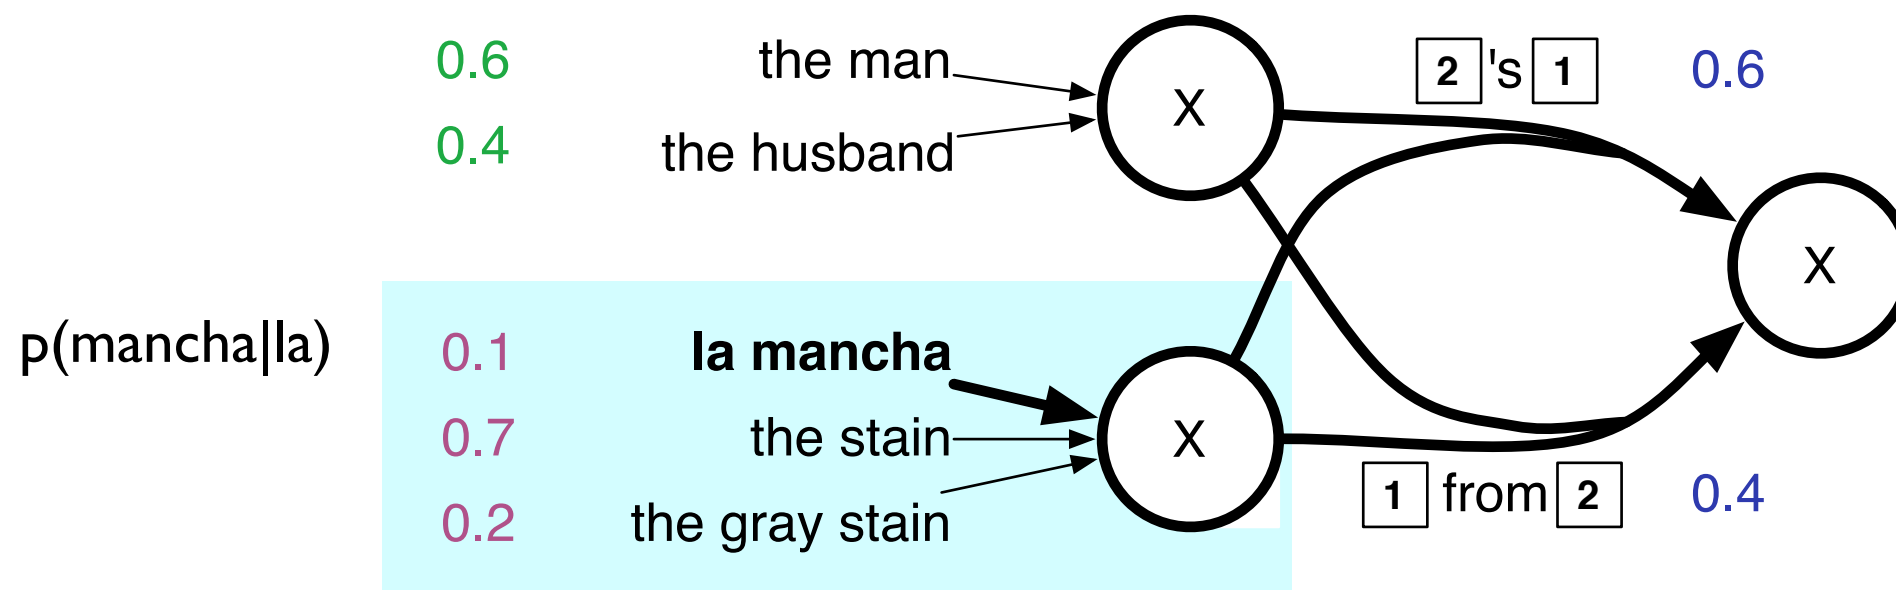 0.6 the man X 2 's 1 0.6
0.4 the husband
X
p(mancha|la) 0.1 la mancha
0.7 the stain X
0.2 the gray stain 1 from 2 0.4